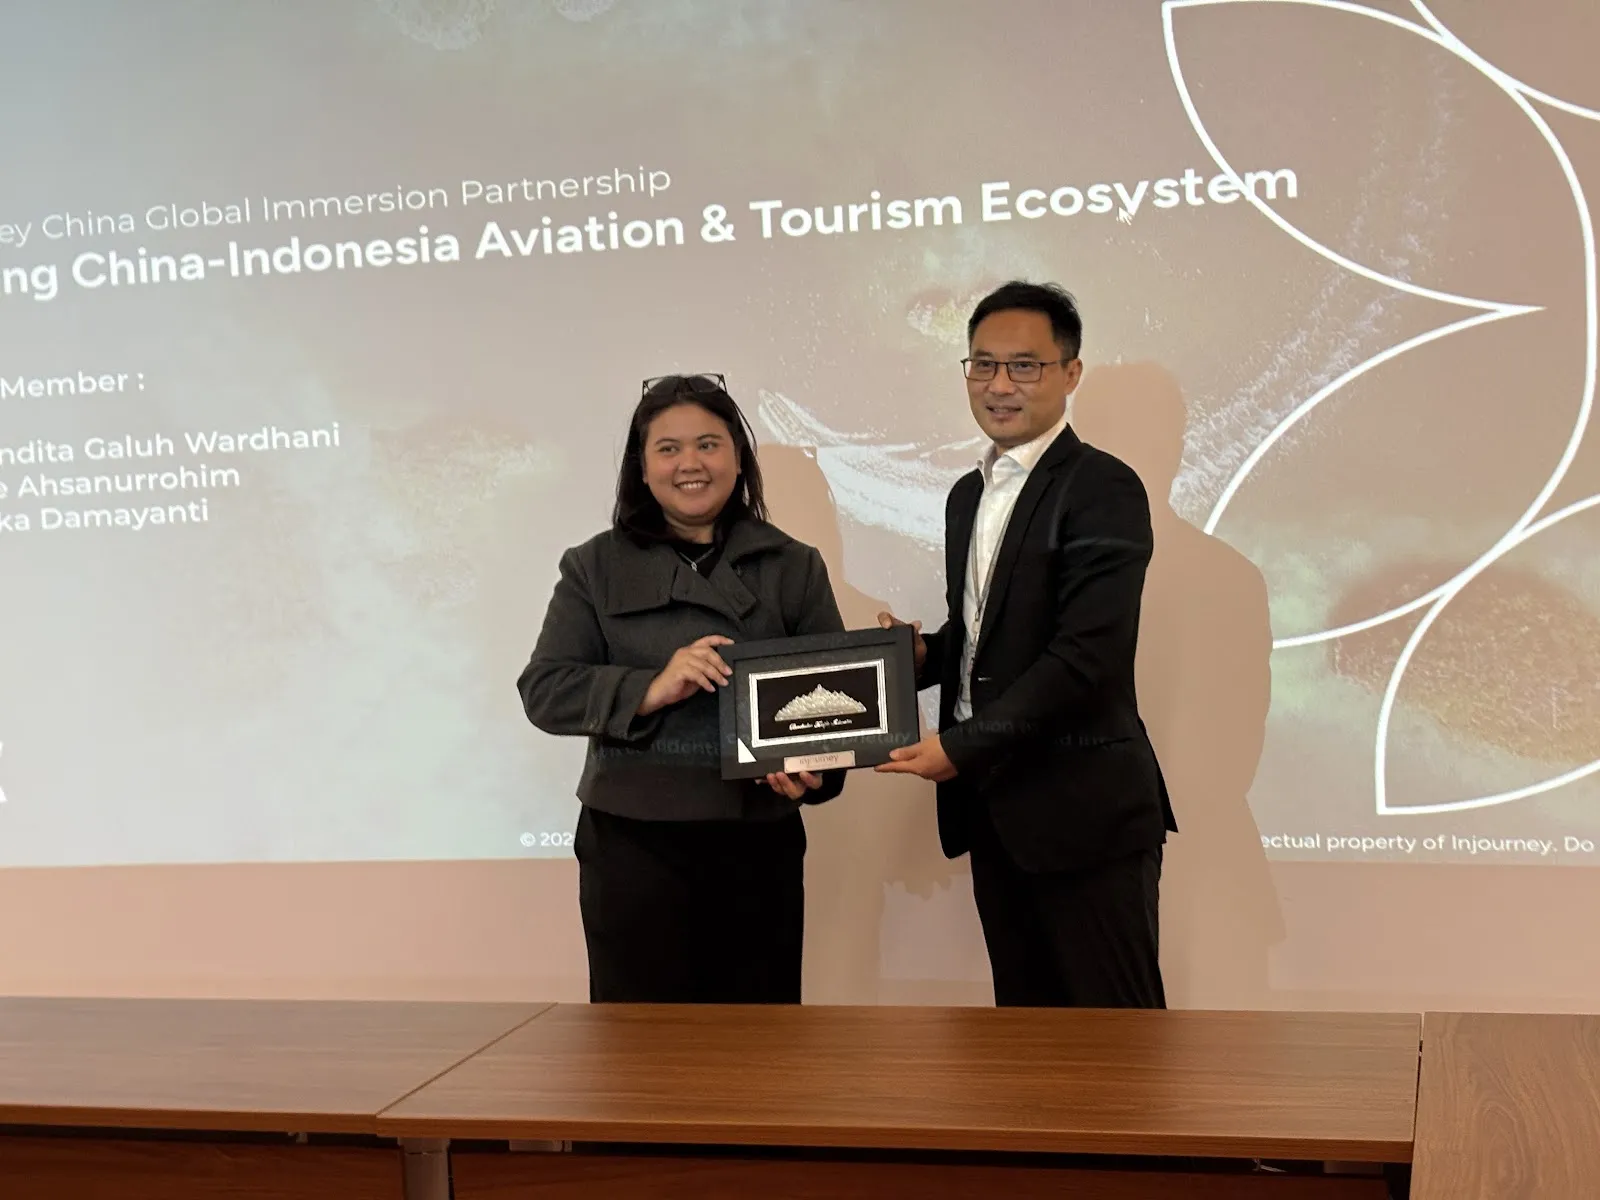 ey China Global Immersion Partnership
ng China-Indonesia Aviation & Tourism Ecosystem
Member :
ndita Galuh Wardhani
e Ahsanurrohim
ka Damayanti
injourney
© 202
ectual property of Injourney. Do